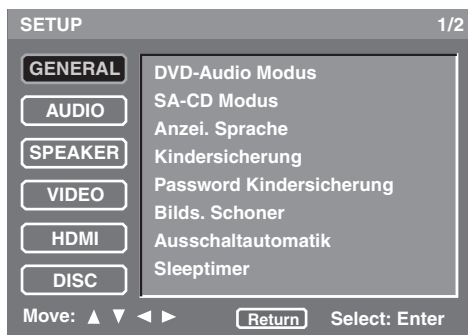 SETUP 1/2
GENERAL
AUDIO
SPEAKER
VIDEO
HDMI
DISC
DVD-Audio Modus
SA-CD Modus
Anzei. Sprache
Kindersicherung
Password Kindersicherung
Bilds. Schoner
Ausschaltautomatik
Sleeptimer
Move: ▲ ▼ ◄ ► Return Select: Enter